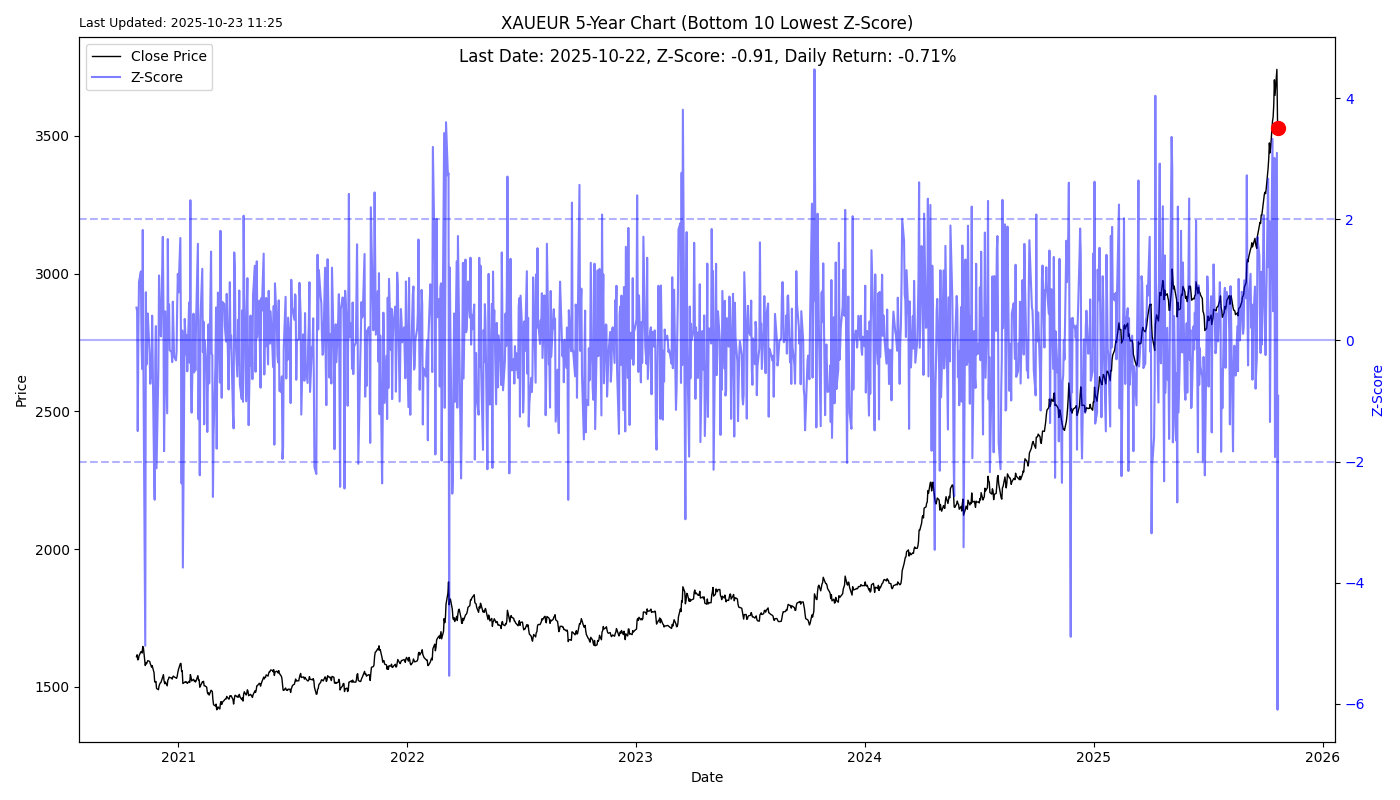 Last Updated: 2025-10-23 11:25
XAUEUR 5-Year Chart (Bottom 10 Lowest Z-Score)
Last Date: 2025-10-22, Z-Score: -0.91, Daily Return: -0.71%
Close Price
Z-Score
3500
3000
2500
2000
1500
Price
4
2
0
−2
−4
−6
Z-Score
2021
2022
2023
2024
2025
2026
Date